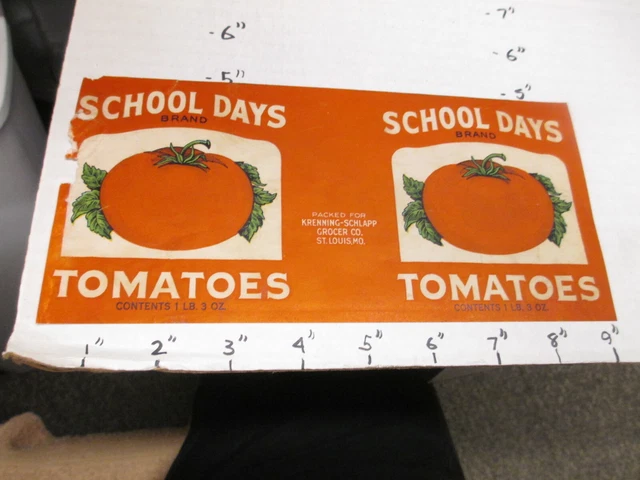 - 7"
- 6"
- 6"
- 5"
- 5"
SCHOOL DAYS
BRAND
TOMATOES
CONTENTS 1 LB. 3 OZ.
PACKED FOR
KRENNING-SCHLAPP
GROCER CO.
ST. LOUIS, MO.
SCHOOL DAYS
BRAND
TOMATOES
CONTENTS 1 LB. 3 OZ.
1" 2" 3" 4" 5" 6" 7" 8" 9"